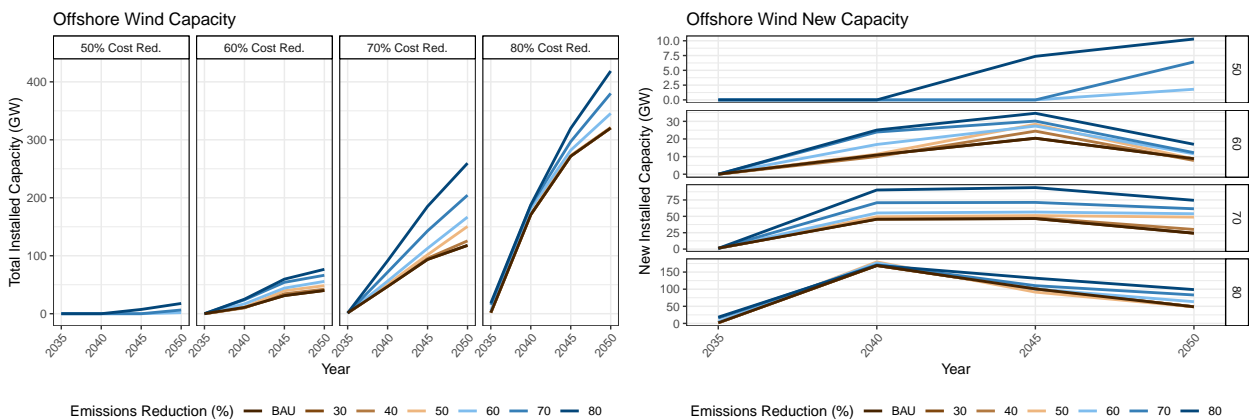 Offshore Wind Capacity
50% Cost Red. 60% Cost Red. 70% Cost Red. 80% Cost Red.
Total Installed Capacity (GW)
400
300
200
100
0
2035 2040 2045 2050 2035 2040 2045 2050 2035 2040 2045 2050 2035 2040 2045 2050
Year
Emissions Reduction (%) BAU 30 40 50 60 70 80
Offshore Wind New Capacity
New Installed Capacity (GW)
10.0
7.5
5.0
2.5
0.0
50
30
20
10
0
60
75
50
25
0
70
150
100
50
0
80
2035 2040 2045 2050
Year
Emissions Reduction (%) BAU 30 40 50 60 70 80